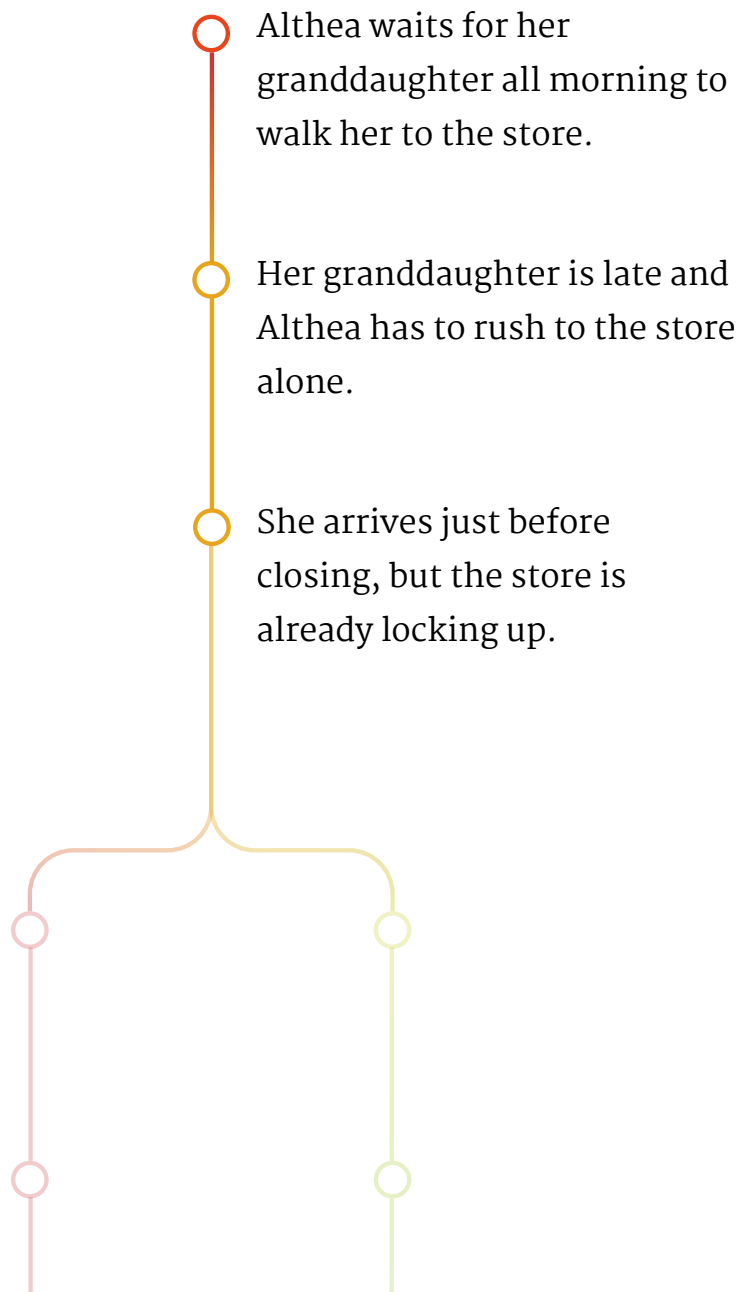 Althea waits for her
granddaughter all morning to
walk her to the store.
Her granddaughter is late and
Althea has to rush to the store
alone.
She arrives just before
closing, but the store is
already locking up.